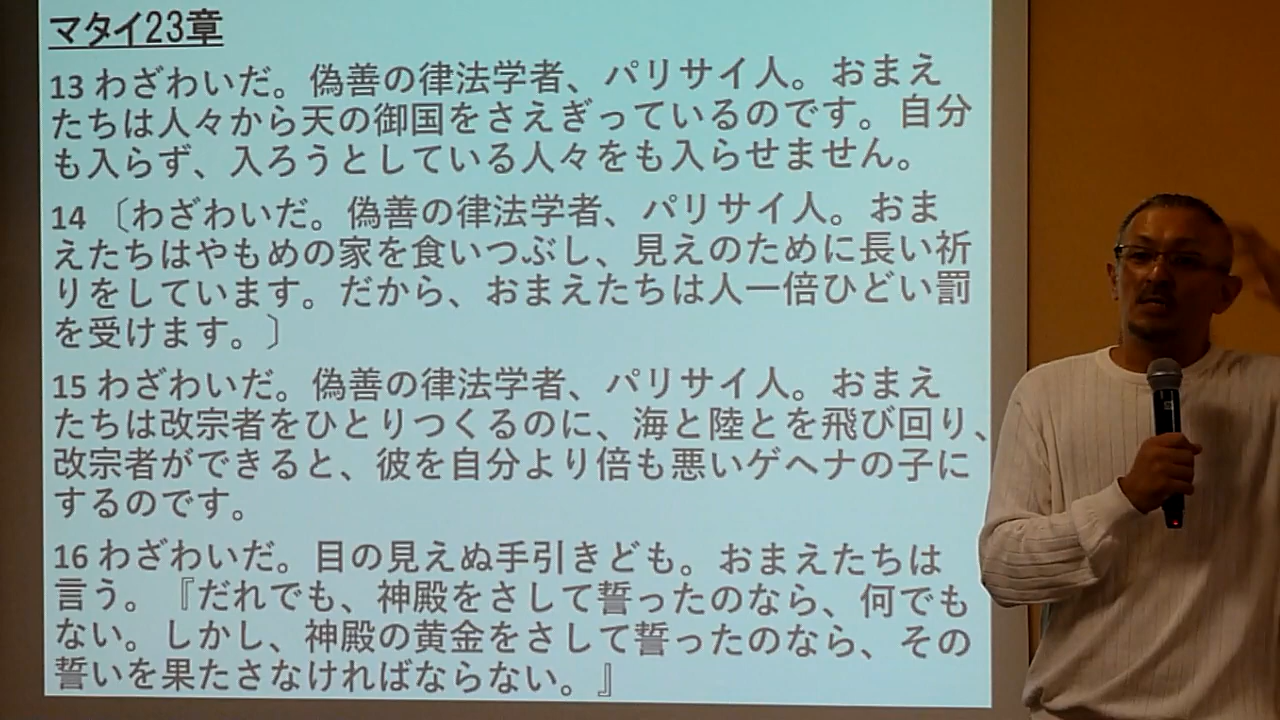 マタイ23章
13 わざわいだ。偽善の律法学者、パリサイ人。おまえ
たちは人々から天の御国をさえぎっているのです。自分
も入らず、入ろうとしている人々をも入らせません。
14 〔わざわいだ。偽善の律法学者、パリサイ人。おま
えたちはやもめの家を食いつぶし、見えのために長い祈
りをしています。だから、おまえたちは人一倍ひどい罰
を受けます。〕
15 わざわいだ。偽善の律法学者、パリサイ人。おまえ
たちは改宗者をひとりつくるのに、海と陸とを飛び回り、
改宗者ができると、彼を自分より倍も悪いゲヘナの子に
するのです。
16 わざわいだ。目の見えぬ手引きども。おまえたちは
言う。『だれでも、神殿をさして誓ったのなら、何でも
ない。しかし、神殿の黄金をさして誓ったのなら、その
誓いを果たさなければならない。』